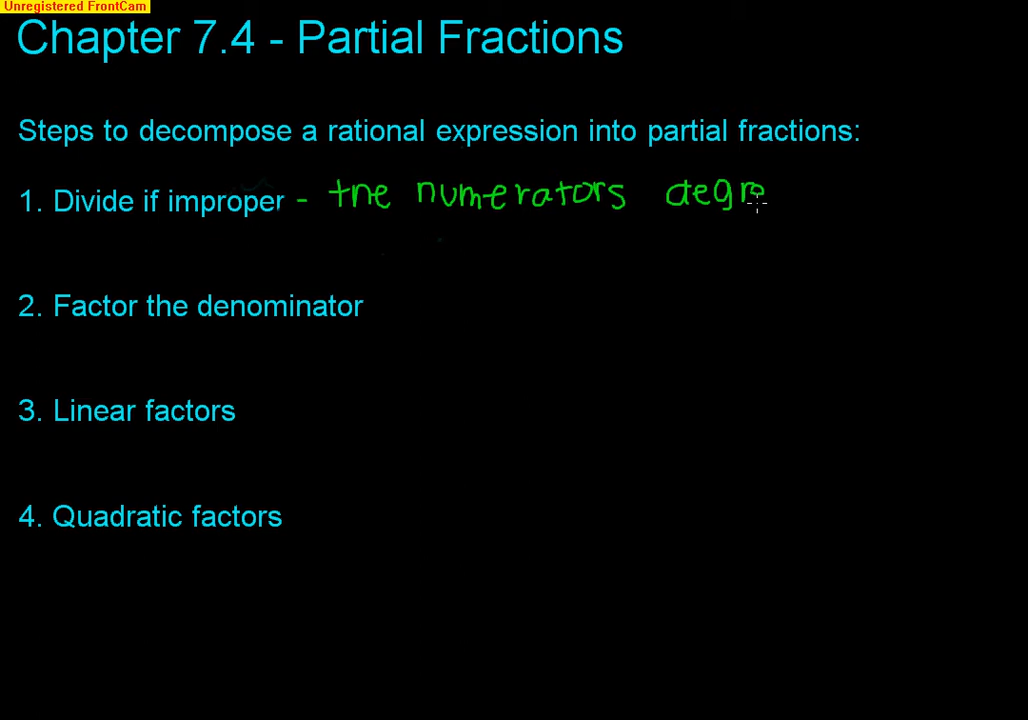 Unregistered FrontCam
Chapter 7.4 - Partial Fractions
Steps to decompose a rational expression into partial fractions:
1. Divide if improper - the numerators degre
2. Factor the denominator
3. Linear factors
4. Quadratic factors